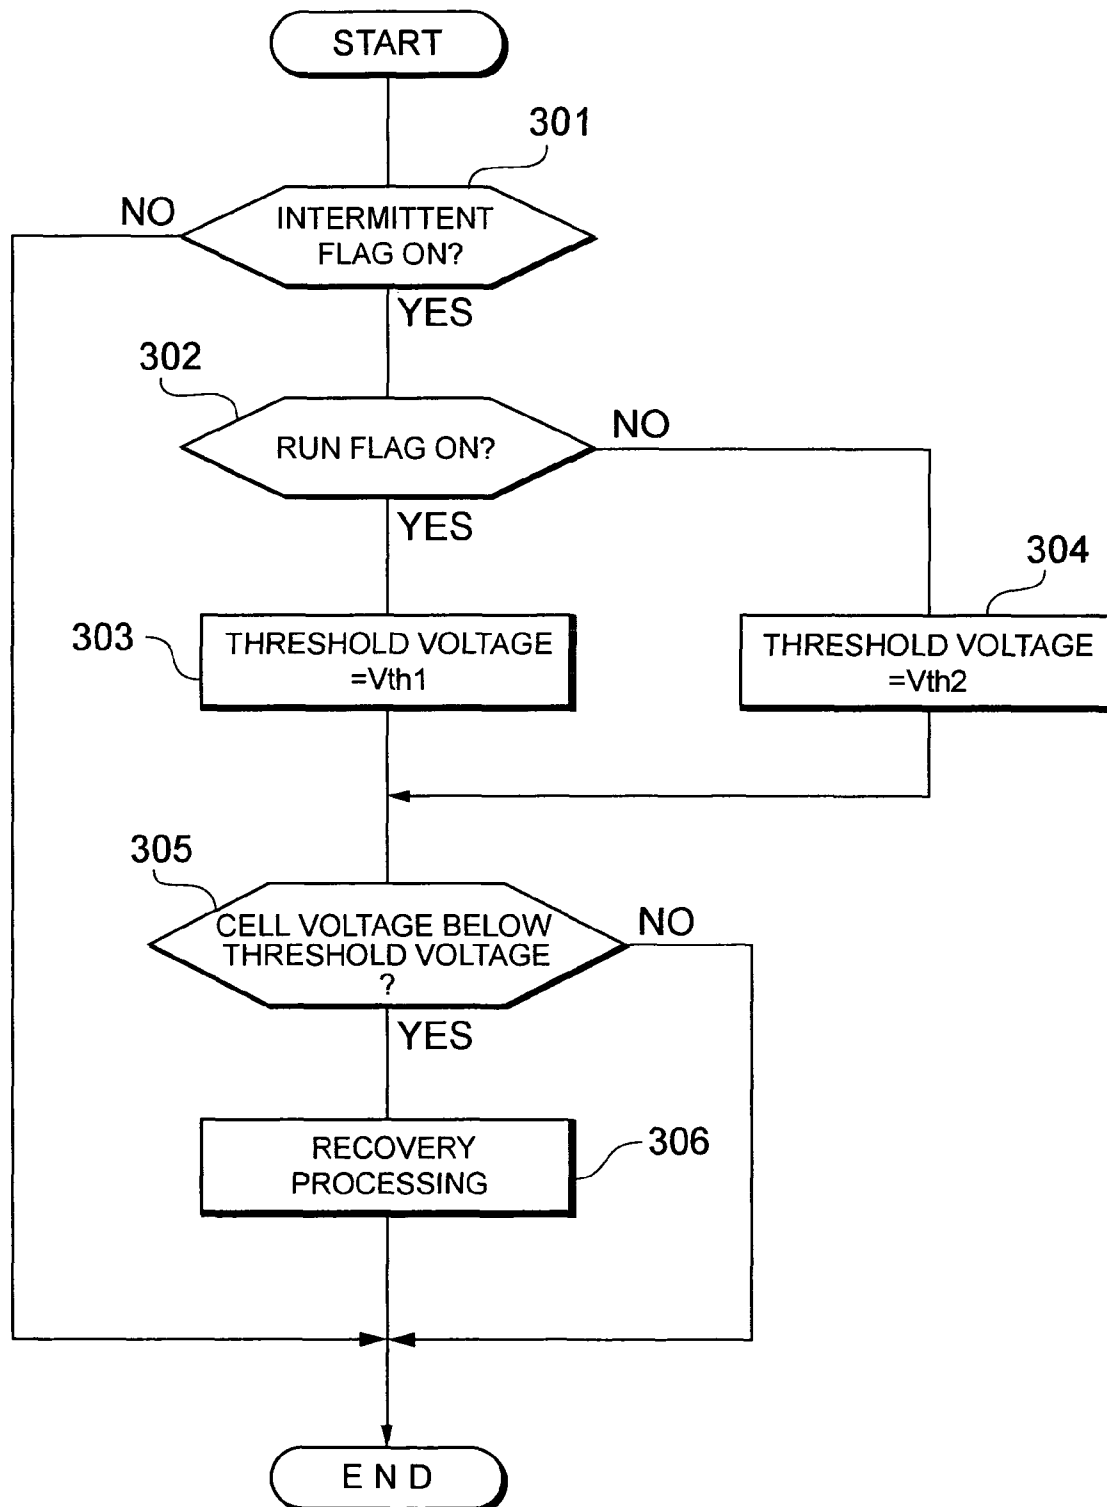 START
301
NO
INTERMITTENT
FLAG ON?
YES
302
NO
RUN FLAG ON?
YES
304
303
THRESHOLD VOLTAGE
=Vth1
THRESHOLD VOLTAGE
=Vth2
305
CELL VOLTAGE BELOW
THRESHOLD VOLTAGE
?
NO
YES
RECOVERY
PROCESSING
306
END